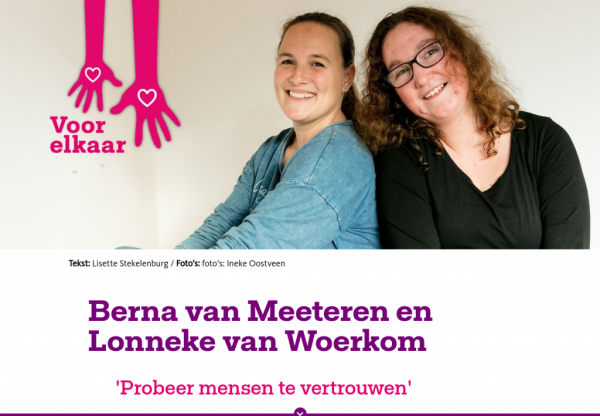 Voor
elkaar
Tekst: Lisette Stekelenburg / Foto's: foto's: Ineke Oostveen
Berna van Meeteren en
Lonneke van Woerkom
'Probeer mensen te vertrouwen'